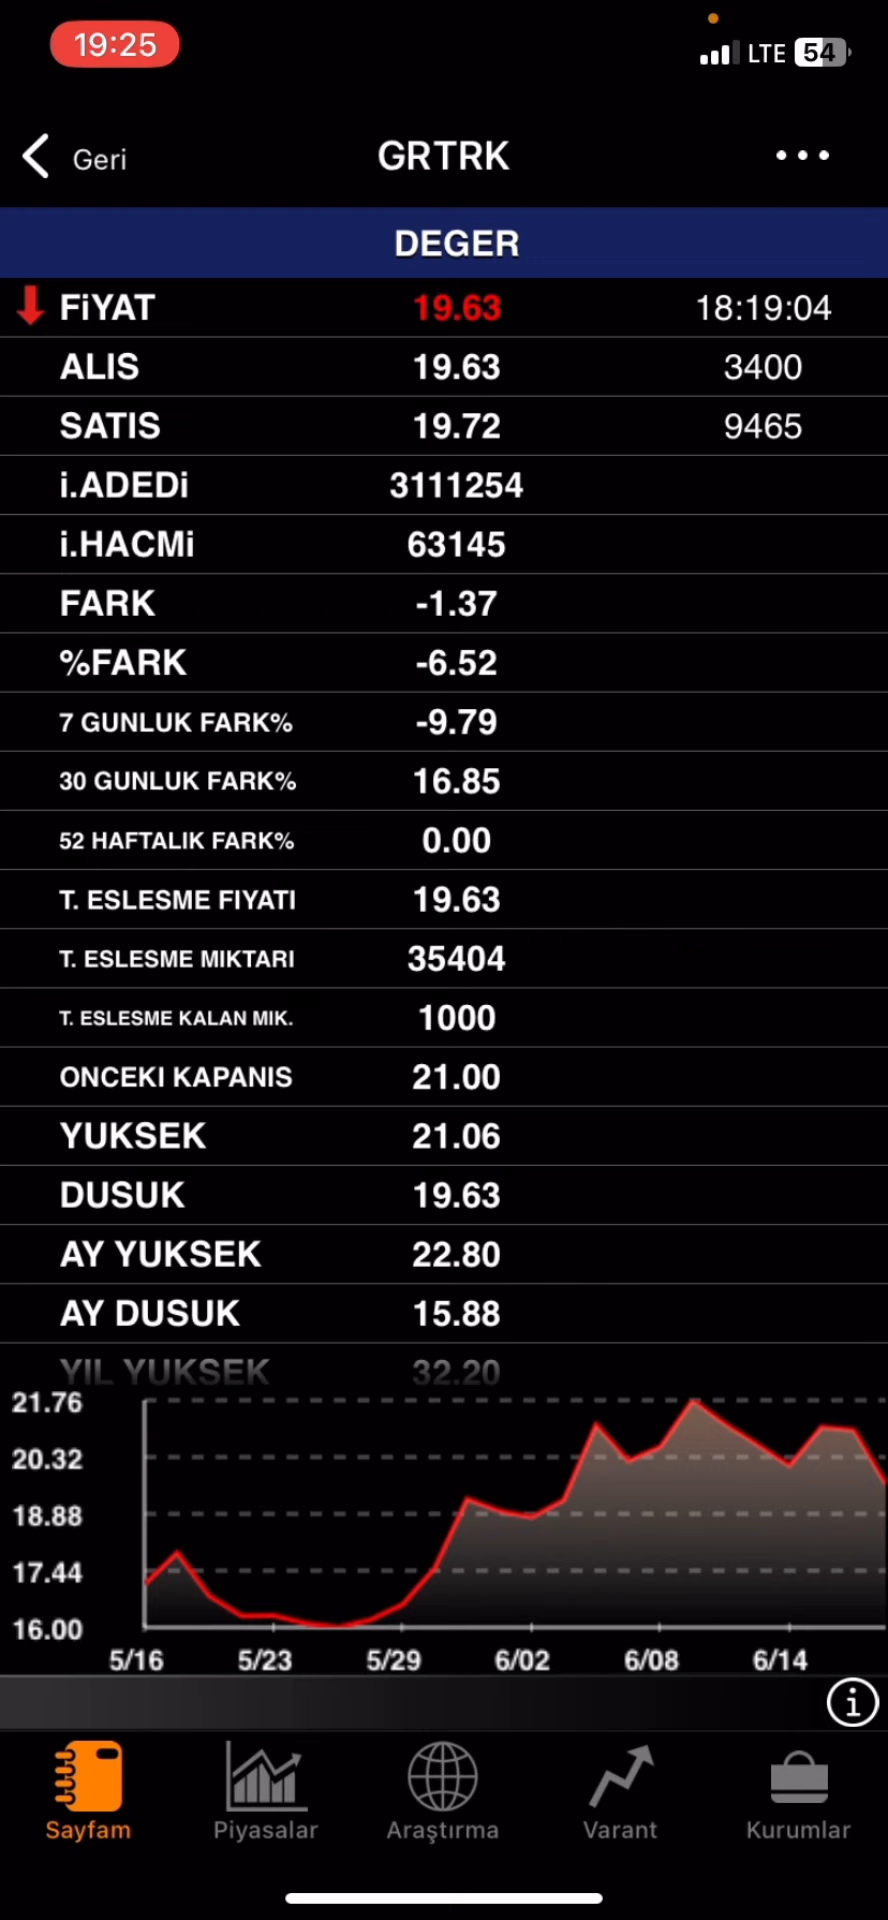 19:25 LTE 54
Geri GRTRK
DEGER
FiYAT 19.63 18:19:04
ALIS 19.63 3400
SATIS 19.72 9465
i.ADEDi 3111254
i.HACMi 63145
FARK -1.37
%FARK -6.52
7 GUNLUK FARK% -9.79
30 GUNLUK FARK% 16.85
52 HAFTALIK FARK% 0.00
T. ESLESME FIYATI 19.63
T. ESLESME MIKTARI 35404
T. ESLESME KALAN MIK. 1000
ONCEKI KAPANIS 21.00
YUKSEK 21.06
DUSUK 19.63
AY YUKSEK 22.80
AY DUSUK 15.88
YIL YUKSEK 32.20
21.76
20.32
18.88
17.44
16.00
5/16 5/23 5/29 6/02 6/08 6/14
i
Sayfam Piyasalar Araştırma Varant Kurumlar